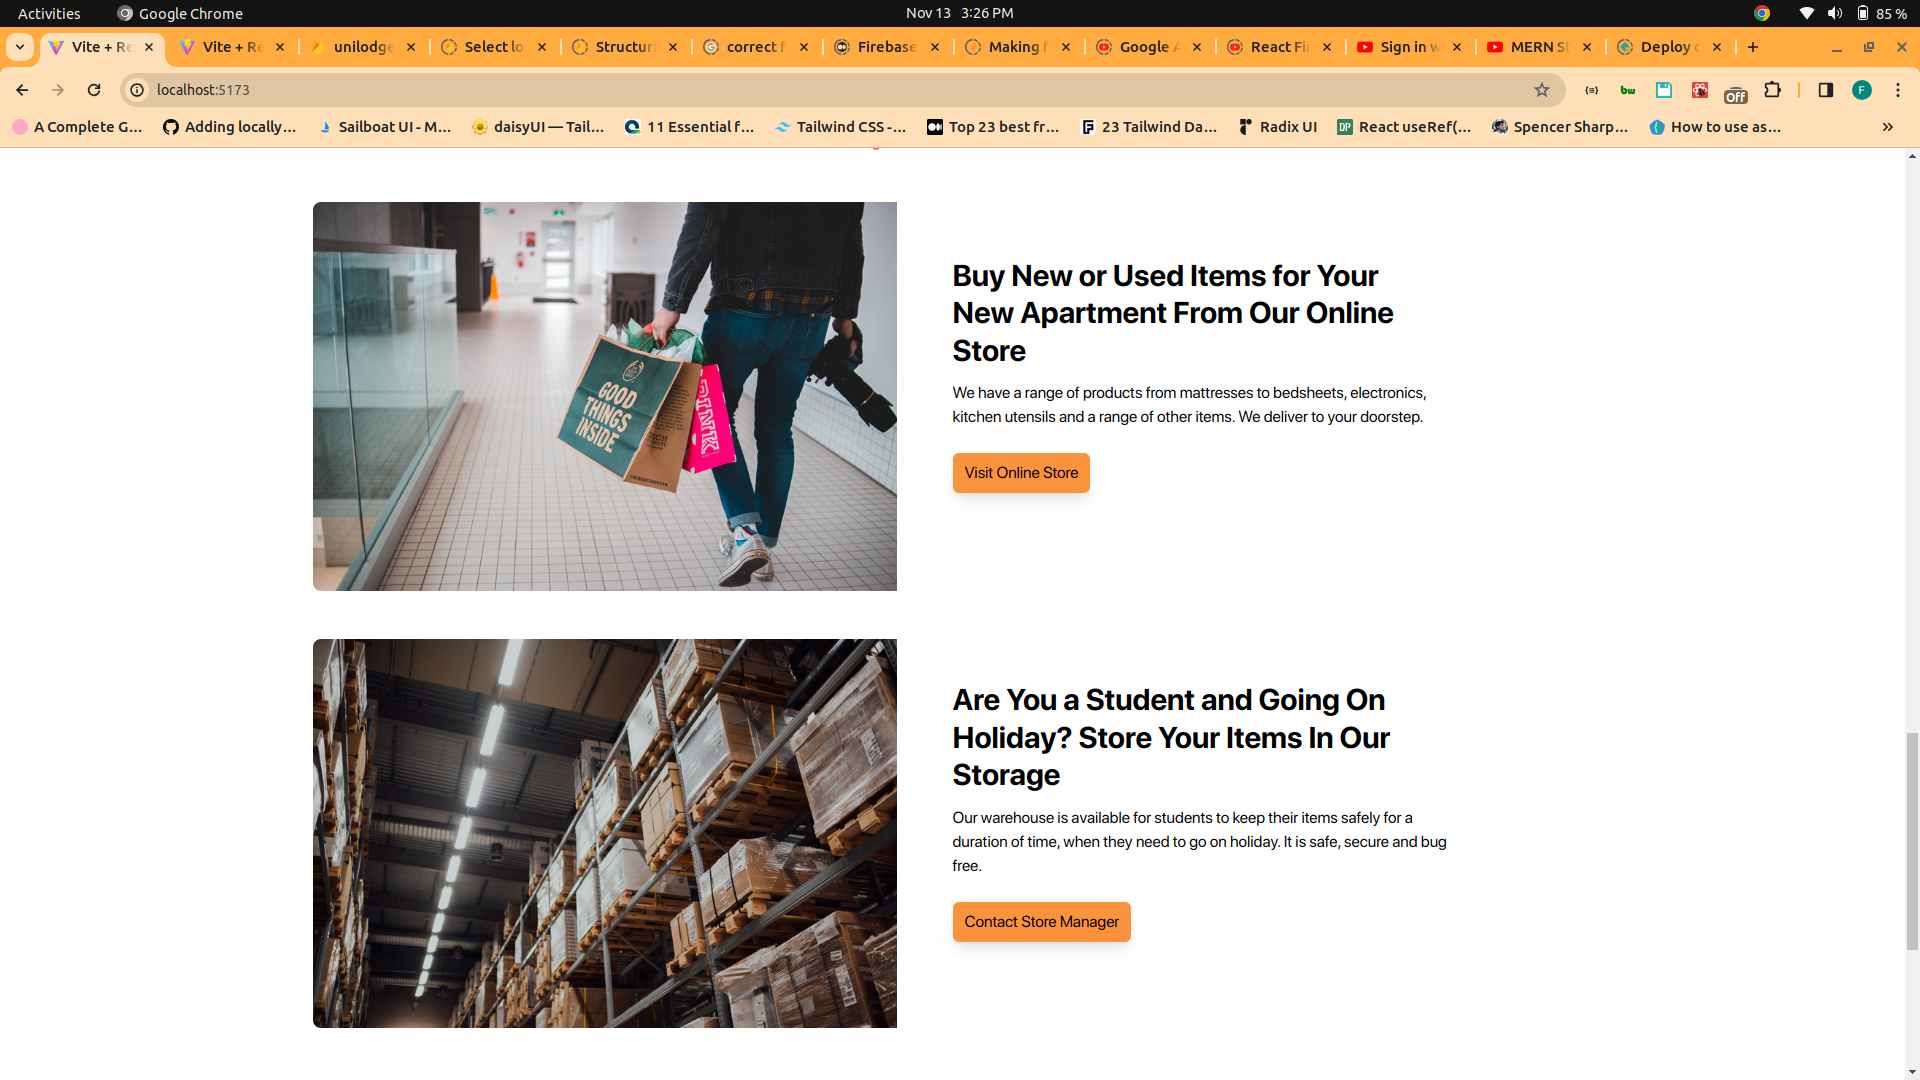 Activities
Google Chrome
Nov 13 3:26 PM
85 %
Vite + Re
Vite + Re
unilodge
Select lo
Structuri
correct f
Firebase
Making f
Google A
React Fi
Sign in w
MERN S
Deploy
localhost:5173
bw
Off
F
A Complete G...
Adding locally...
Sailboat UI - M...
daisyUI — Tail...
11 Essential f...
Tailwind CSS -...
Top 23 best fr...
23 Tailwind Da...
DP
React useRef(...
Radix UI
Spencer Sharp...
How to use as...
GOOD
THINGS
INSIDE
PINK
Buy New or Used Items for Your
New Apartment From Our Online
Store
We have a range of products from mattresses to bedsheets, electronics,
kitchen utensils and a range of other items. We deliver to your doorstep.
Visit Online Store
Are You a Student and Going On
Holiday? Store Your Items In Our
Storage
Our warehouse is available for students to keep their items safely for a
duration of time, when they need to go on holiday. It is safe, secure and bug
free.
Contact Store Manager